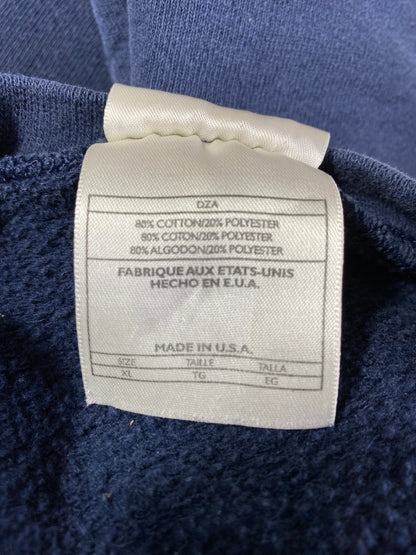 DZA
80% COTTON/20% POLYESTER
80% COTON/20% POLYESTER
80% ALGODON/20% POLYESTER
FABRIQUE AUX ETATS-UNIS
HECHO EN E.U.A.
MADE IN U.S.A.
SIZE TAILLE TALLA
XL TG EG